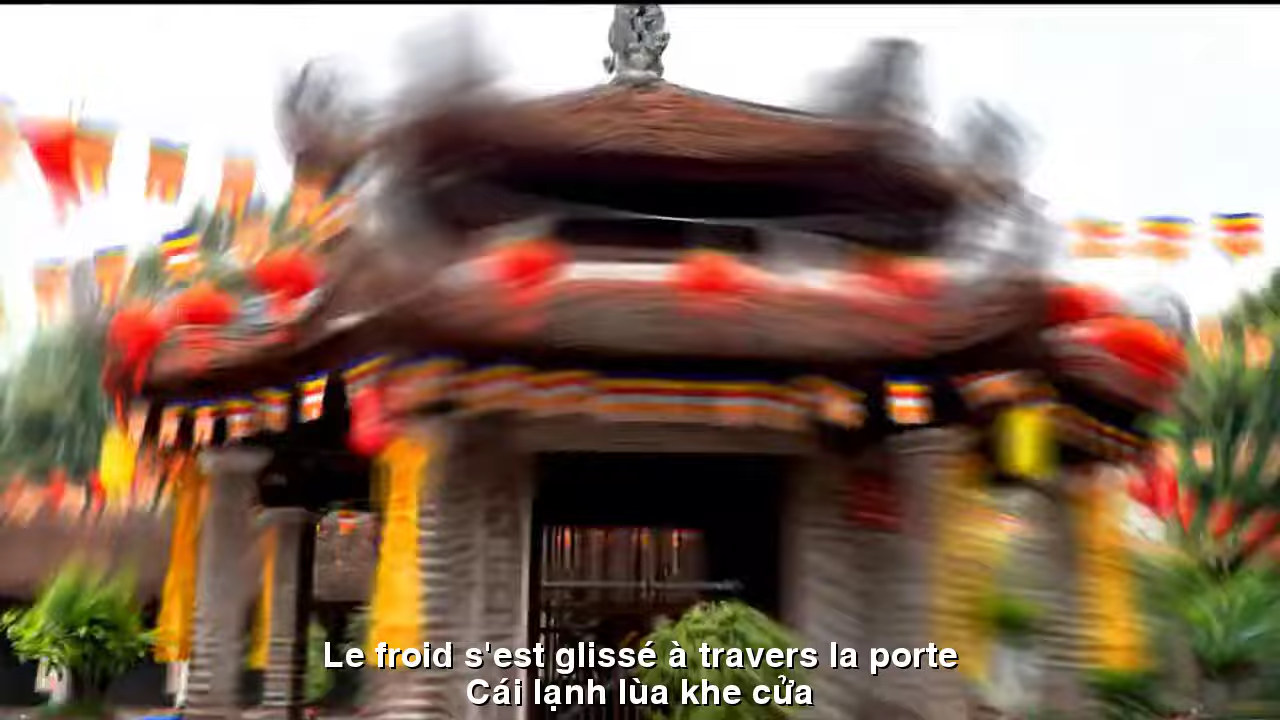 Le froid s'est glissé à travers la porte
Cái lạnh lùa khe cửa